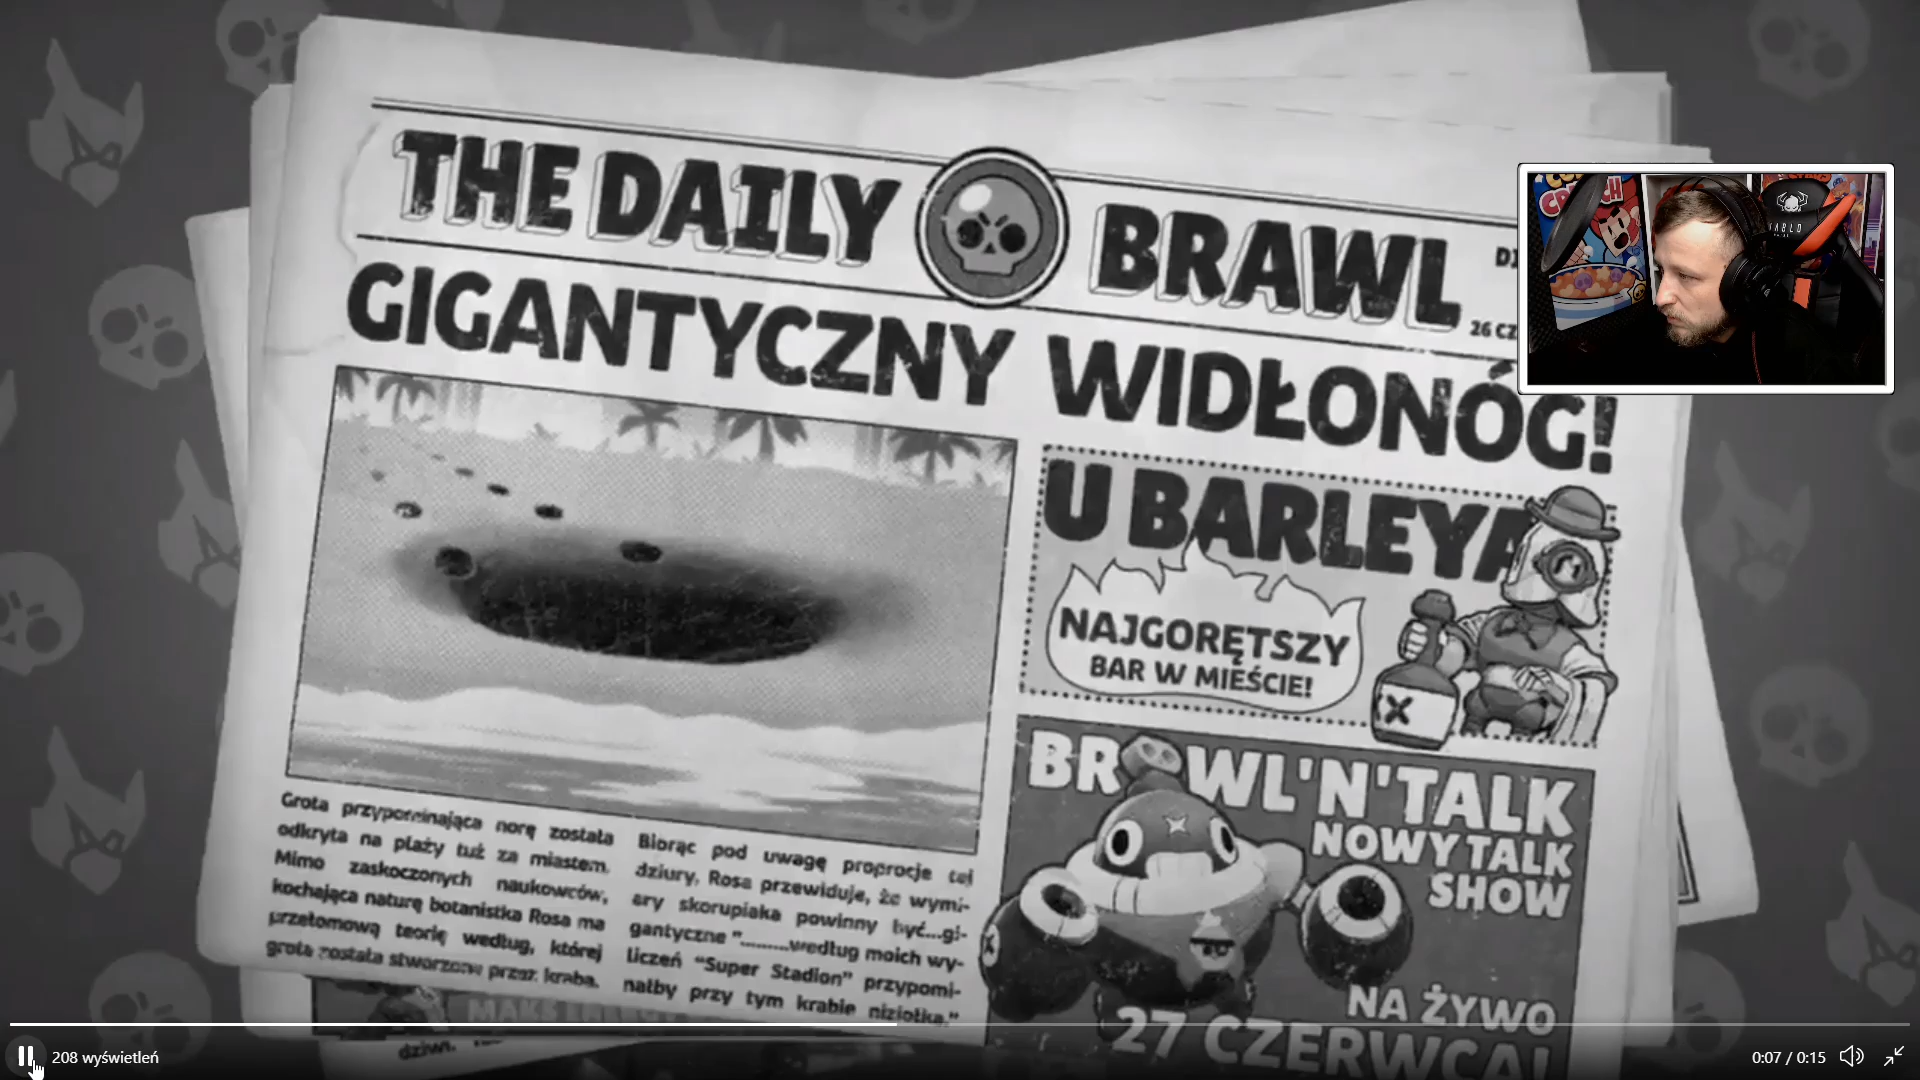 THE DAILY BRAWL
26 CZ
GIGANTYCZNY WIDŁONÓG!
U BARLEYA
NAJGORĘTSZY
BAR W MIEŚCIE!
BRAWL'N'TALK
NOWY TALK
SHOW
NA ŻYWO
27 CZERWCA!
Grota przypominająca norę została
odkryta na plaży tuż za miastem.
Mimo zaskoczonych naukowców,
kochająca naturę botanistka Rosa ma
przełomową teorię według, której
grota została stworzona przez kraba.
Biorąc pod uwagę proprocje tej
dziury, Rosa przewiduje, że wymi-
ary skorupiaka powinny być...gi-
gantyczne "........według moich wy-
liczeń "Super Stadion" przypomi-
nałby przy tym krabie niziołka."
dziwi.
208 wyświetleń
0:07 / 0:15